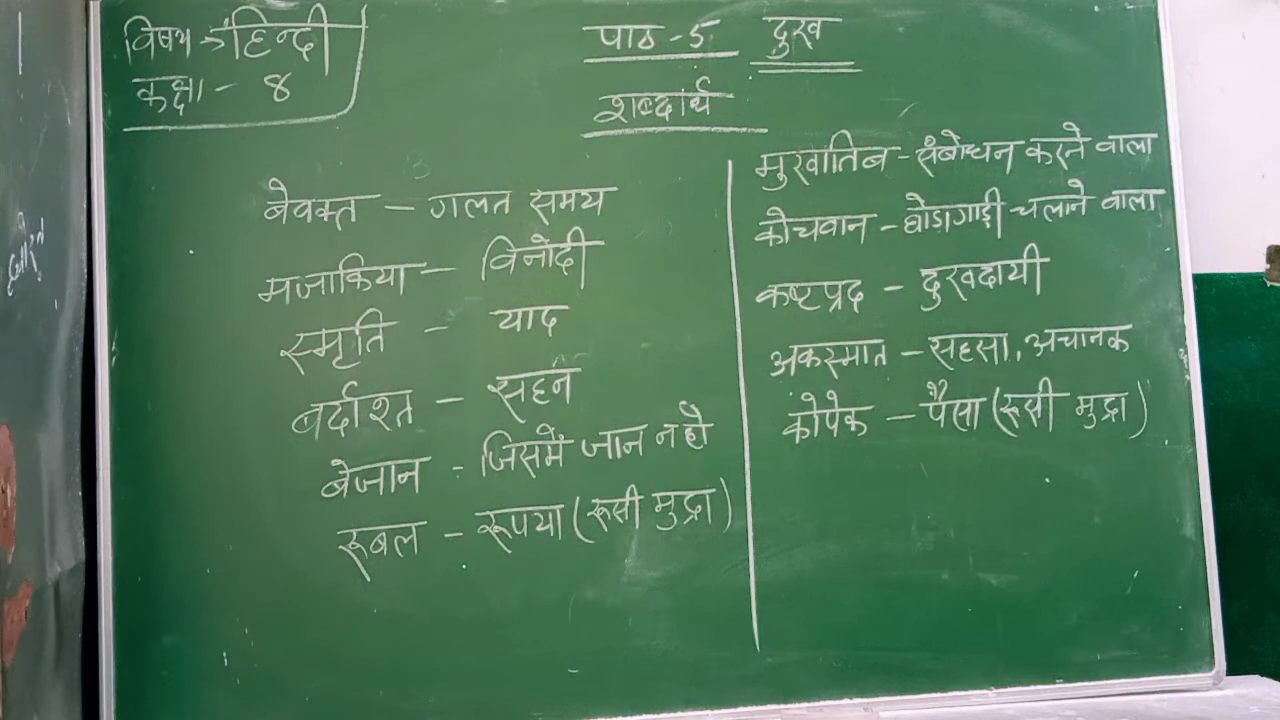 विषय → हिन्दी
कक्षा - ४
पाठ - ५ दुख
शब्दार्थ
बेवक्त - गलत समय
मजाकिया - विनोदी
स्मृति - याद
बर्दाश्त - सहन
बेजान - जिसमें जान न हो
रूबल - रूपया (रूसी मुद्रा)
मुखातिब - संबोधन करने वाला
कोचवान - घोड़ागाड़ी चलाने वाला
कष्टप्रद - दुखदायी
अकस्मात - सहसा, अचानक
कोपेक - पैसा (रूसी मुद्रा)